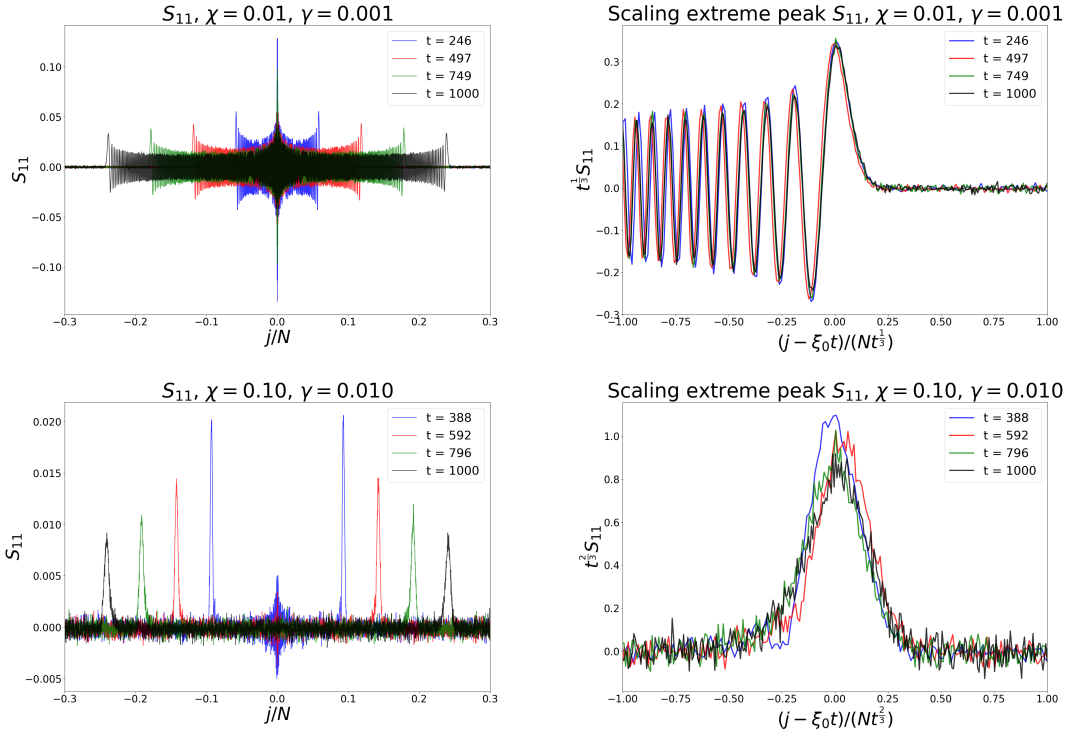 S₁₁, χ = 0.01, γ = 0.001
S₁₁
0.10
0.05
0.00
−0.05
−0.10
t = 246
t = 497
t = 749
t = 1000
−0.3 −0.2 −0.1 0.0 0.1 0.2 0.3
j/N
Scaling extreme peak S₁₁, χ = 0.01, γ = 0.001
t^{1/3}S₁₁
0.3
0.2
0.1
0.0
−0.1
−0.2
−0.3
t = 246
t = 497
t = 749
t = 1000
−1.00 −0.75 −0.50 −0.25 0.00 0.25 0.50 0.75 1.00
(j − ξ₀t)/(Nt^{1/3})
S₁₁, χ = 0.10, γ = 0.010
S₁₁
0.020
0.015
0.010
0.005
0.000
−0.005
t = 388
t = 592
t = 796
t = 1000
−0.3 −0.2 −0.1 0.0 0.1 0.2 0.3
j/N
Scaling extreme peak S₁₁, χ = 0.10, γ = 0.010
t^{2/3}S₁₁
1.0
0.8
0.6
0.4
0.2
0.0
t = 388
t = 592
t = 796
t = 1000
−1.00 −0.75 −0.50 −0.25 0.00 0.25 0.50 0.75 1.00
(j − ξ₀t)/(Nt^{2/3})